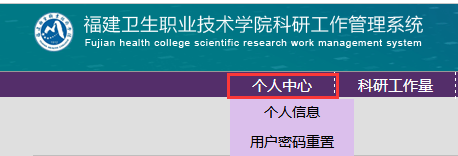 福建卫生职业技术学院科研工作管理系统
Fujian health college scientific research work management system
个人中心 科研工作量
个人信息
用户密码重置